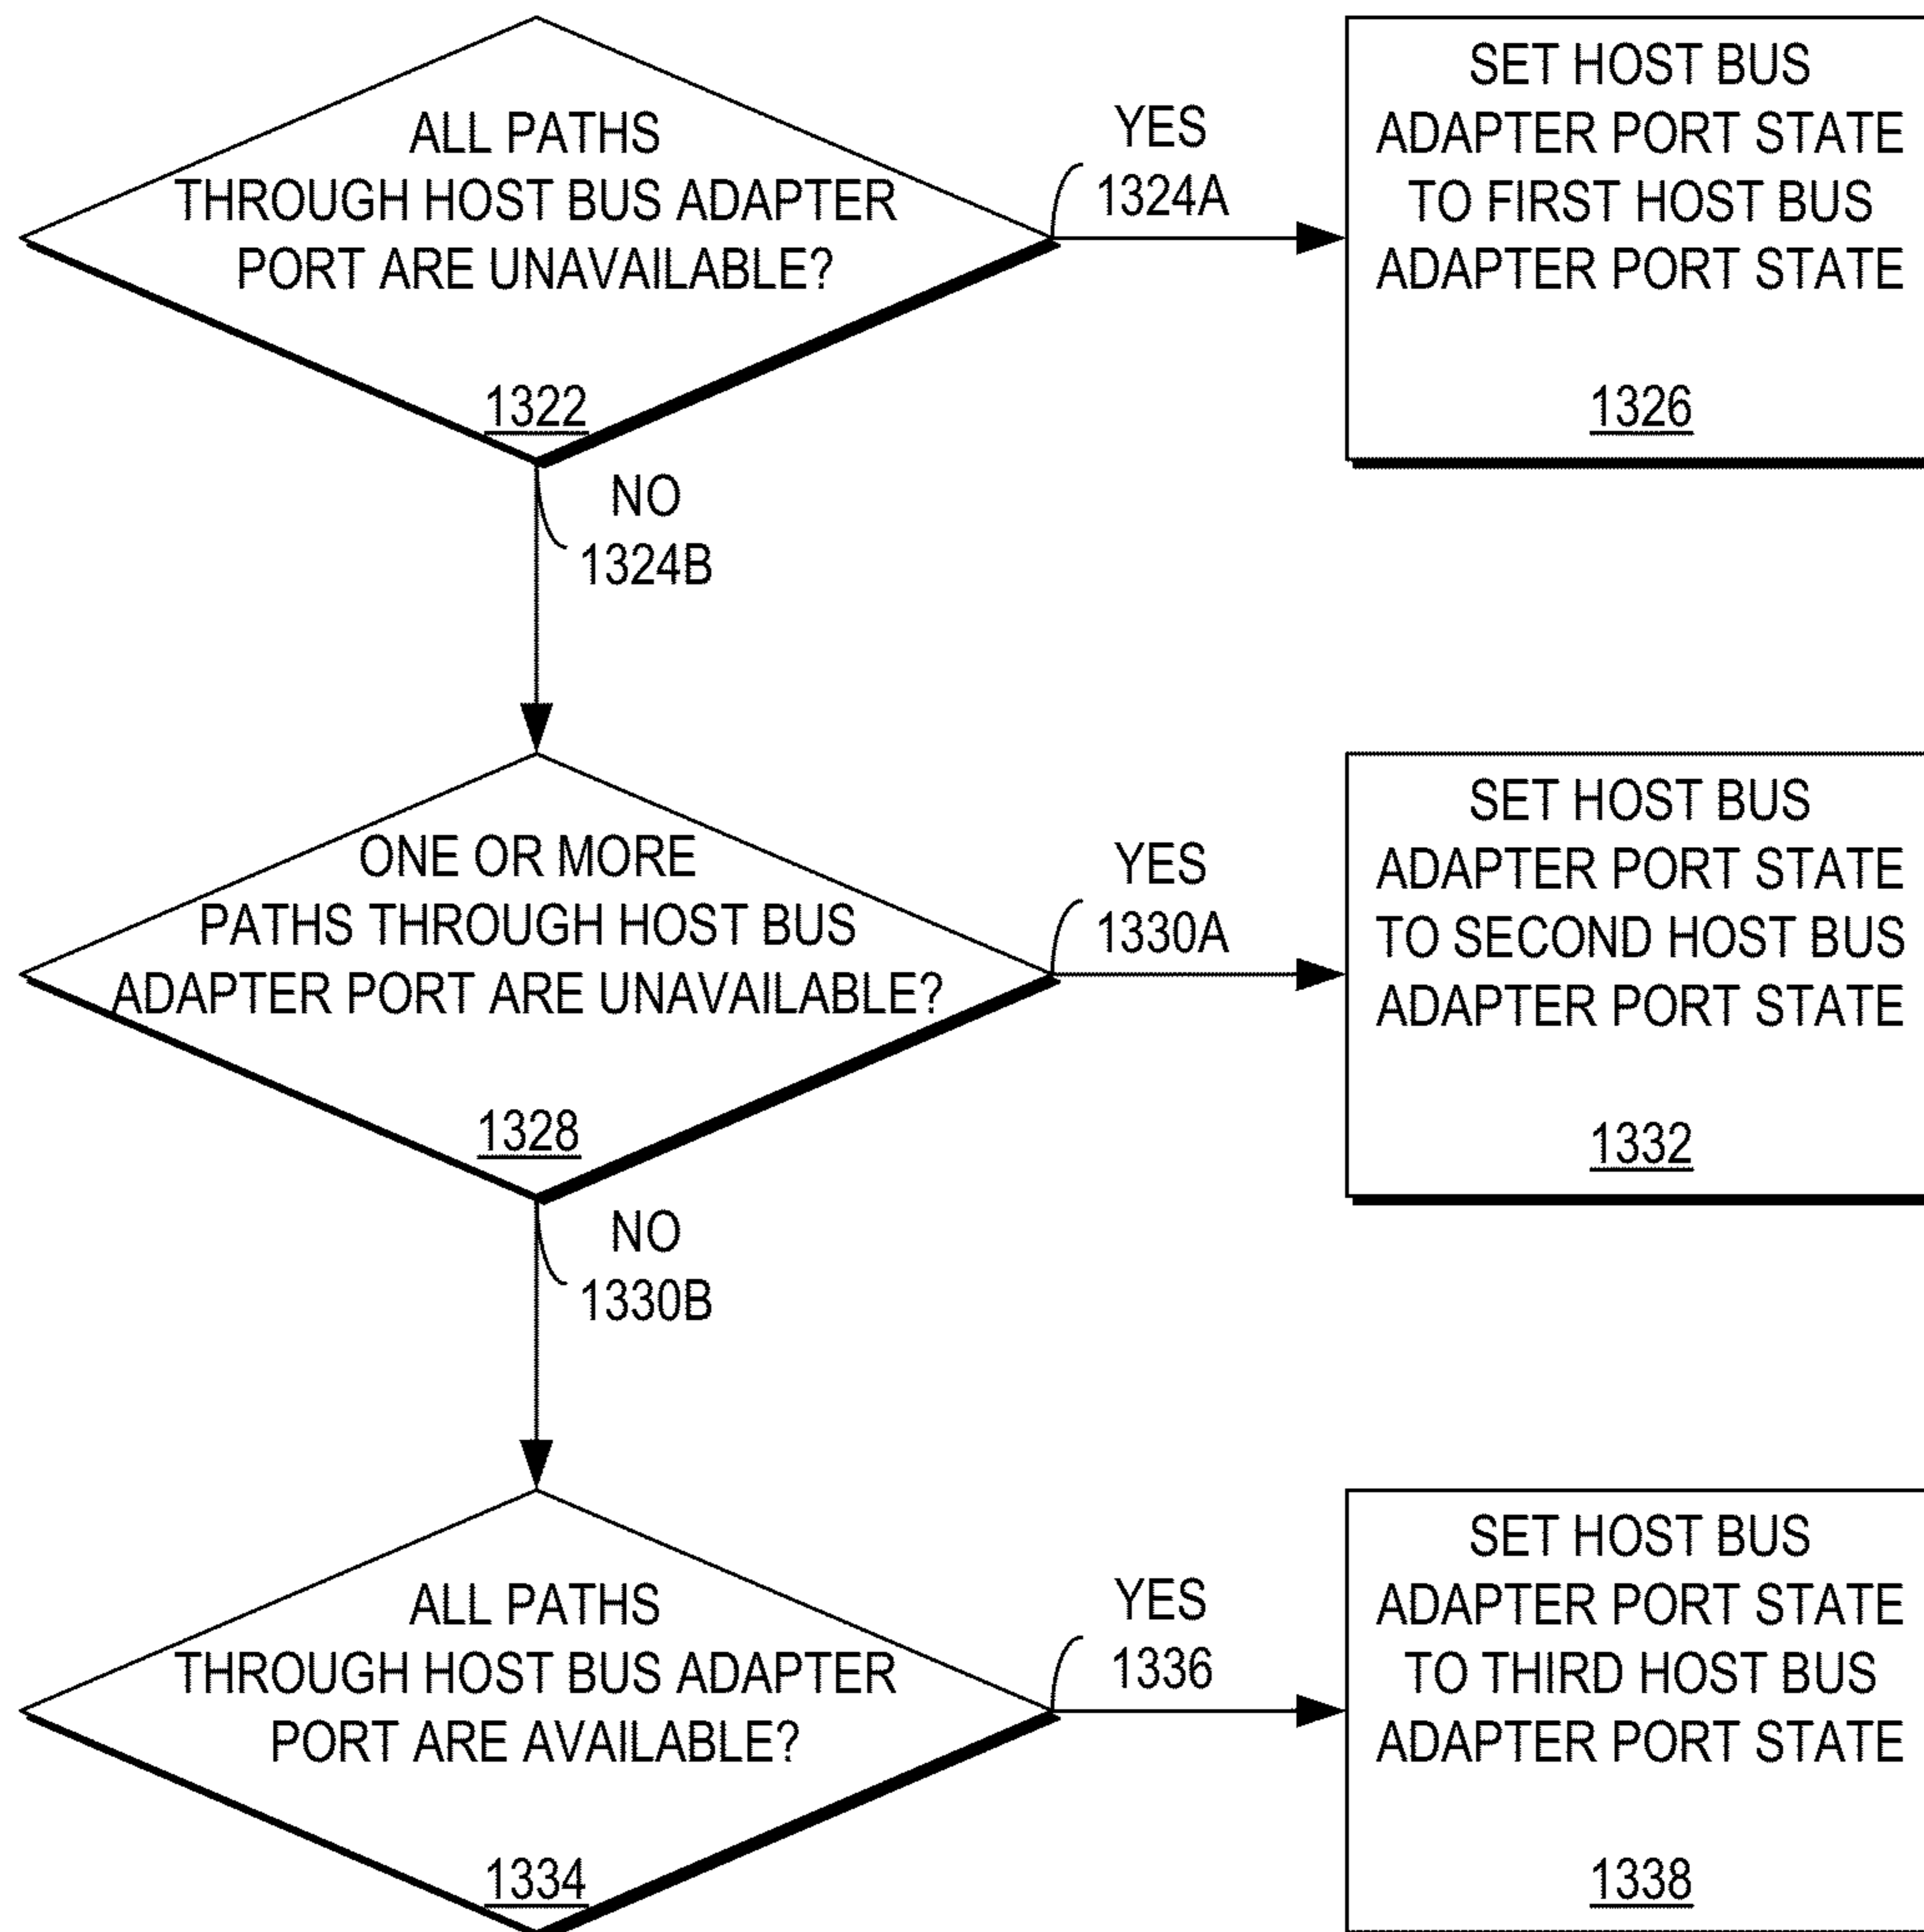 ALL PATHS
THROUGH HOST BUS ADAPTER
PORT ARE UNAVAILABLE?
1322
YES
1324A
SET HOST BUS
ADAPTER PORT STATE
TO FIRST HOST BUS
ADAPTER PORT STATE
1326
NO
1324B
ONE OR MORE
PATHS THROUGH HOST BUS
ADAPTER PORT ARE UNAVAILABLE?
1328
YES
1330A
SET HOST BUS
ADAPTER PORT STATE
TO SECOND HOST BUS
ADAPTER PORT STATE
1332
NO
1330B
ALL PATHS
THROUGH HOST BUS ADAPTER
PORT ARE AVAILABLE?
1334
YES
1336
SET HOST BUS
ADAPTER PORT STATE
TO THIRD HOST BUS
ADAPTER PORT STATE
1338